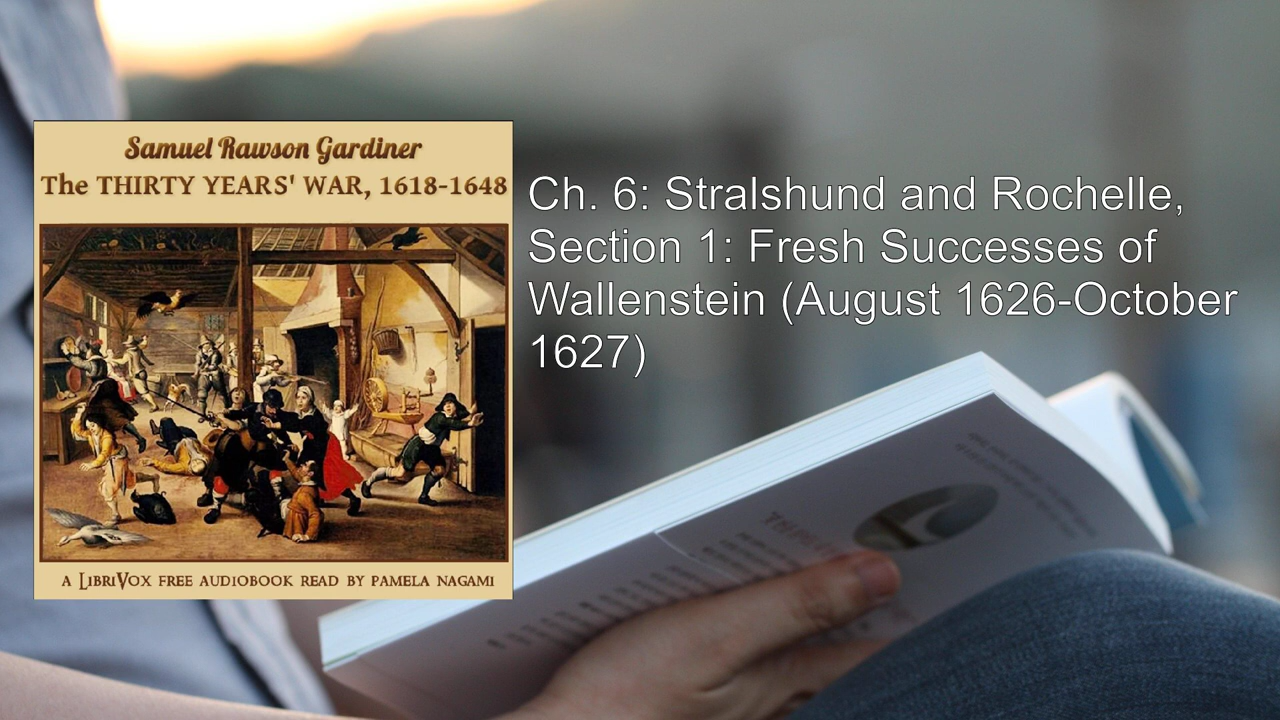 Samuel Rawson Gardiner
The THIRTY YEARS' WAR, 1618-1648
A LIBRIVOX FREE AUDIOBOOK READ BY PAMELA NAGAMI
Ch. 6: Stralshund and Rochelle,
Section 1: Fresh Successes of
Wallenstein (August 1626-October
1627)